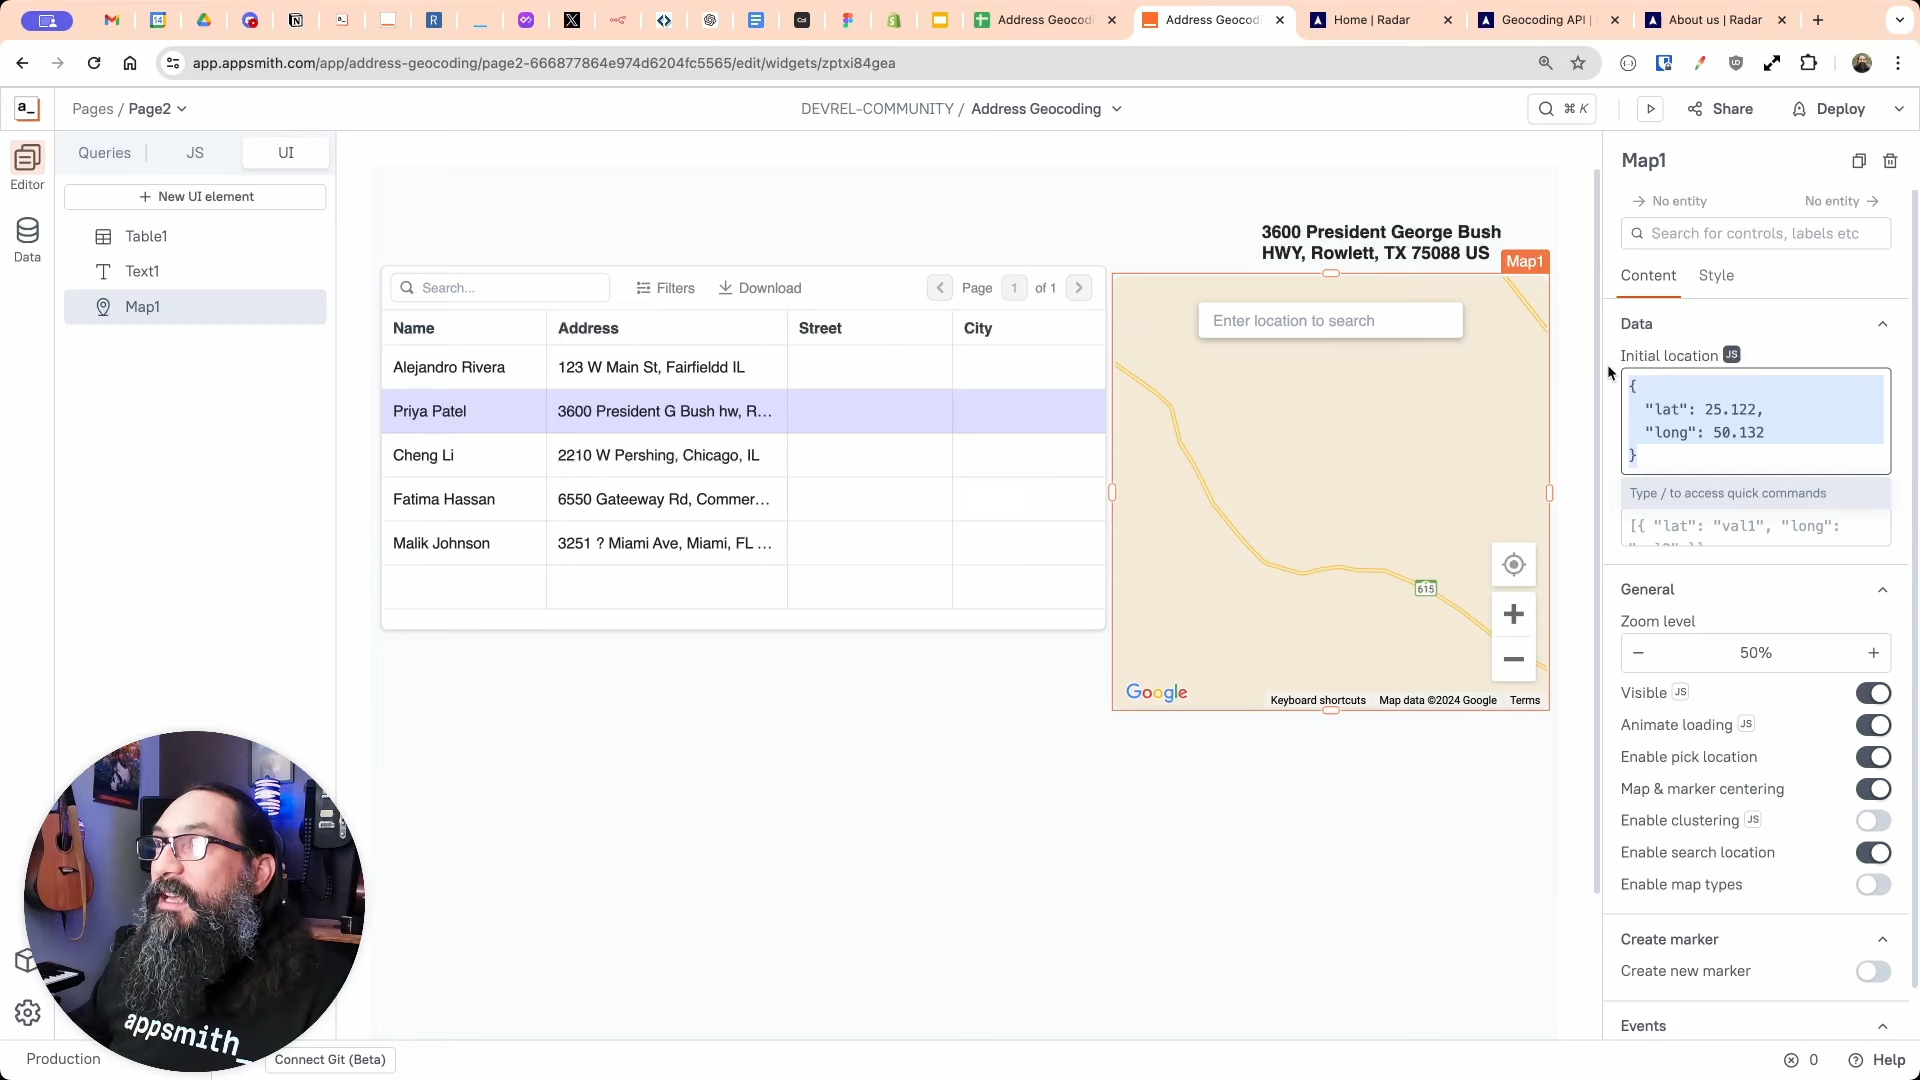 Address Geocodi
Address Geocodi
Home | Radar
Geocoding API |
About us | Radar
app.appsmith.com/app/address-geocoding/page2-666877864e974d6204fc5565/edit/widgets/zptxi84gea
a_
Pages / Page2
DEVREL-COMMUNITY / Address Geocoding
⌘ K
Share
Deploy
Editor
Data
Queries
JS
UI
+ New UI element
Table1
Text1
Map1
3600 President George Bush
HWY, Rowlett, TX 75088 US
Map1
Search...
Filters
Download
Page 1 of 1
Name Address Street City
Alejandro Rivera 123 W Main St, Fairfieldd IL
Priya Patel 3600 President G Bush hw, R...
Cheng Li 2210 W Pershing, Chicago, IL
Fatima Hassan 6550 Gateeway Rd, Commer...
Malik Johnson 3251 ? Miami Ave, Miami, FL ...
Enter location to search
615
Google
Keyboard shortcuts Map data ©2024 Google Terms
Map1
No entity No entity
Search for controls, labels etc
Content Style
Data
Initial location JS
{
"lat": 25.122,
"long": 50.132
}
Type / to access quick commands
[{ "lat": "val1", "long":
General
Zoom level
50%
Visible JS
Animate loading JS
Enable pick location
Map & marker centering
Enable clustering JS
Enable search location
Enable map types
Create marker
Create new marker
Events
appsmith_
Production
Connect Git (Beta)
0
Help